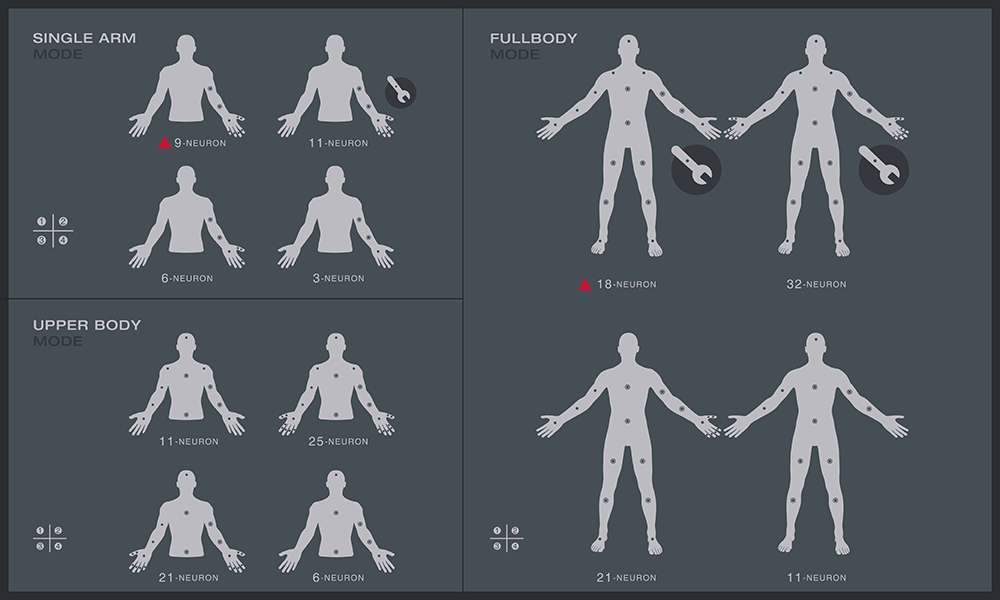 SINGLE ARM
MODE
9-NEURON
11-NEURON
1 2
3 4
6-NEURON
3-NEURON
UPPER BODY
MODE
11-NEURON
25-NEURON
1 2
3 4
21-NEURON
6-NEURON
FULLBODY
MODE
18-NEURON
32-NEURON
1 2
3 4
21-NEURON
11-NEURON